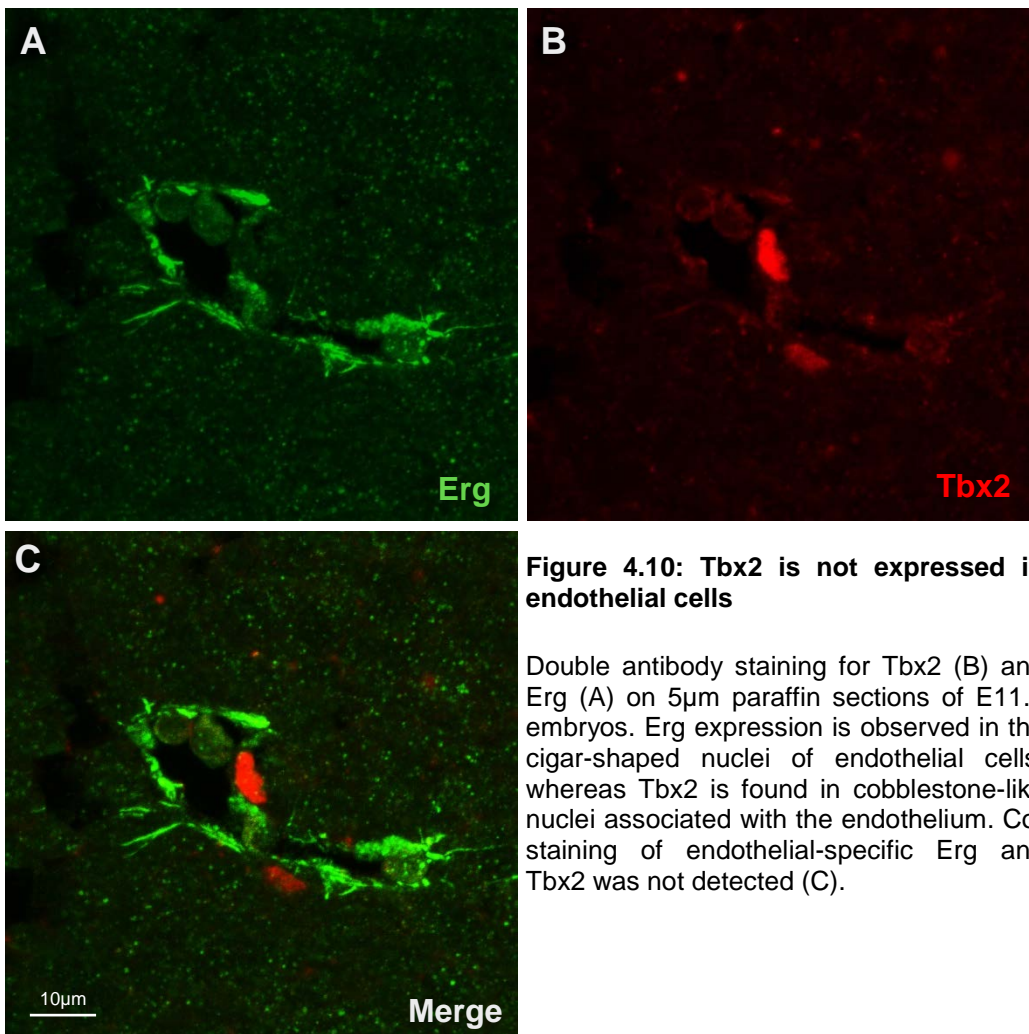 A
Erg
B
Tbx2
C
10µm
Merge
Figure 4.10: Tbx2 is not expressed i
endothelial cells
Double antibody staining for Tbx2 (B) an
Erg (A) on 5µm paraffin sections of E11.
embryos. Erg expression is observed in th
cigar-shaped nuclei of endothelial cells
whereas Tbx2 is found in cobblestone-lik
nuclei associated with the endothelium. Co
staining of endothelial-specific Erg an
Tbx2 was not detected (C).